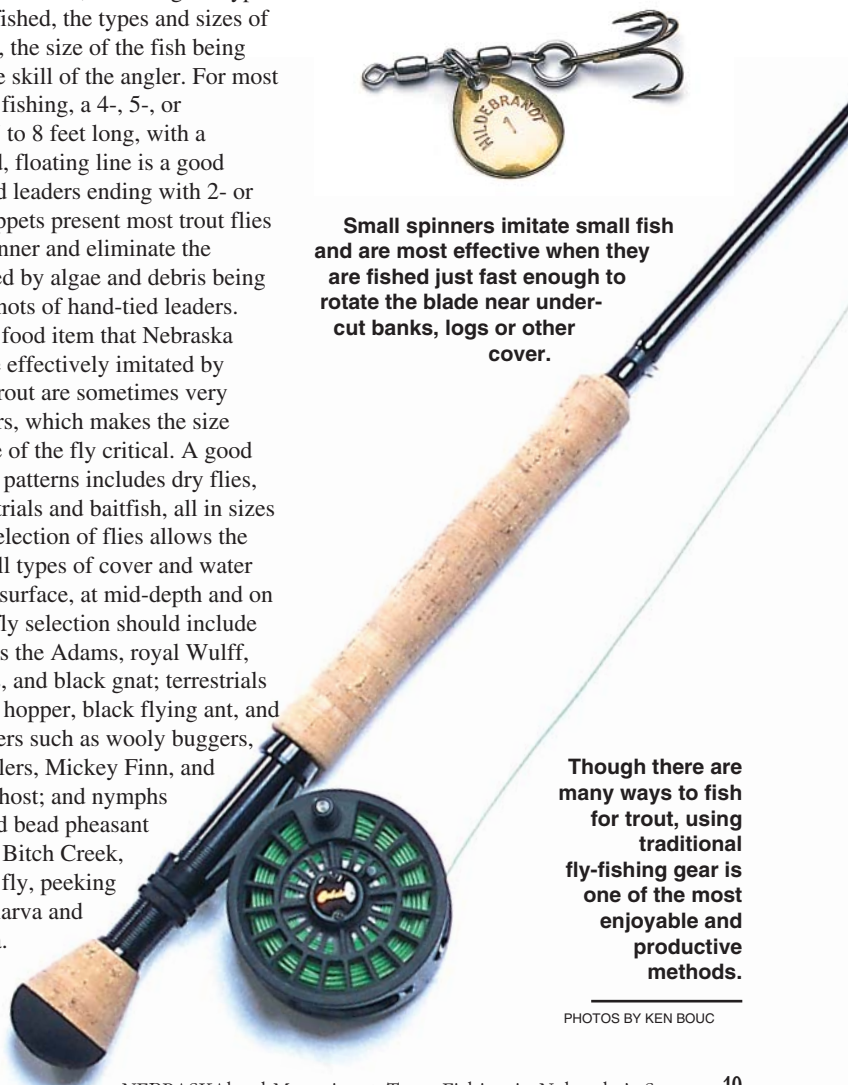 fished, the types and sizes of
, the size of the fish being
e skill of the angler. For most
fishing, a 4-, 5-, or
to 8 feet long, with a
, floating line is a good
d leaders ending with 2- or
ppets present most trout flies
nner and eliminate the
ed by algae and debris being
nots of hand-tied leaders.
food item that Nebraska
effectively imitated by
rout are sometimes very
rs, which makes the size
e of the fly critical. A good
patterns includes dry flies,
trials and baitfish, all in sizes
election of flies allows the
ll types of cover and water
surface, at mid-depth and on
fly selection should include
s the Adams, royal Wulff,
, and black gnat; terrestrials
hopper, black flying ant, and
ers such as wooly buggers,
lers, Mickey Finn, and
host; and nymphs
d bead pheasant
Bitch Creek,
fly, peeking
arva and
HILDEBRANDT
1
Small spinners imitate small fish
and are most effective when they
are fished just fast enough to
rotate the blade near under-
cut banks, logs or other
cover.
Though there are
many ways to fish
for trout, using
traditional
fly-fishing gear is
one of the most
enjoyable and
productive
methods.
PHOTOS BY KEN BOUC